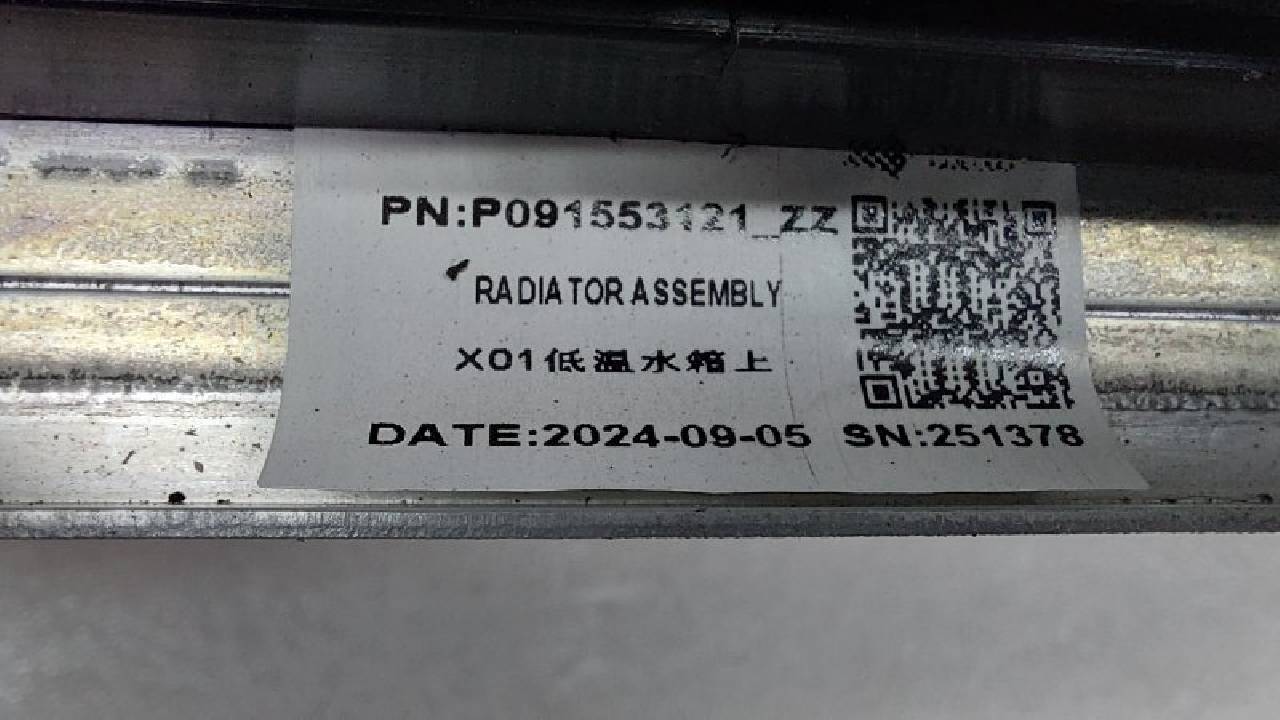 PN:P091553121_ZZ
RADIATOR ASSEMBLY
X01低温水箱上
DATE:2024-09-05 SN:251378